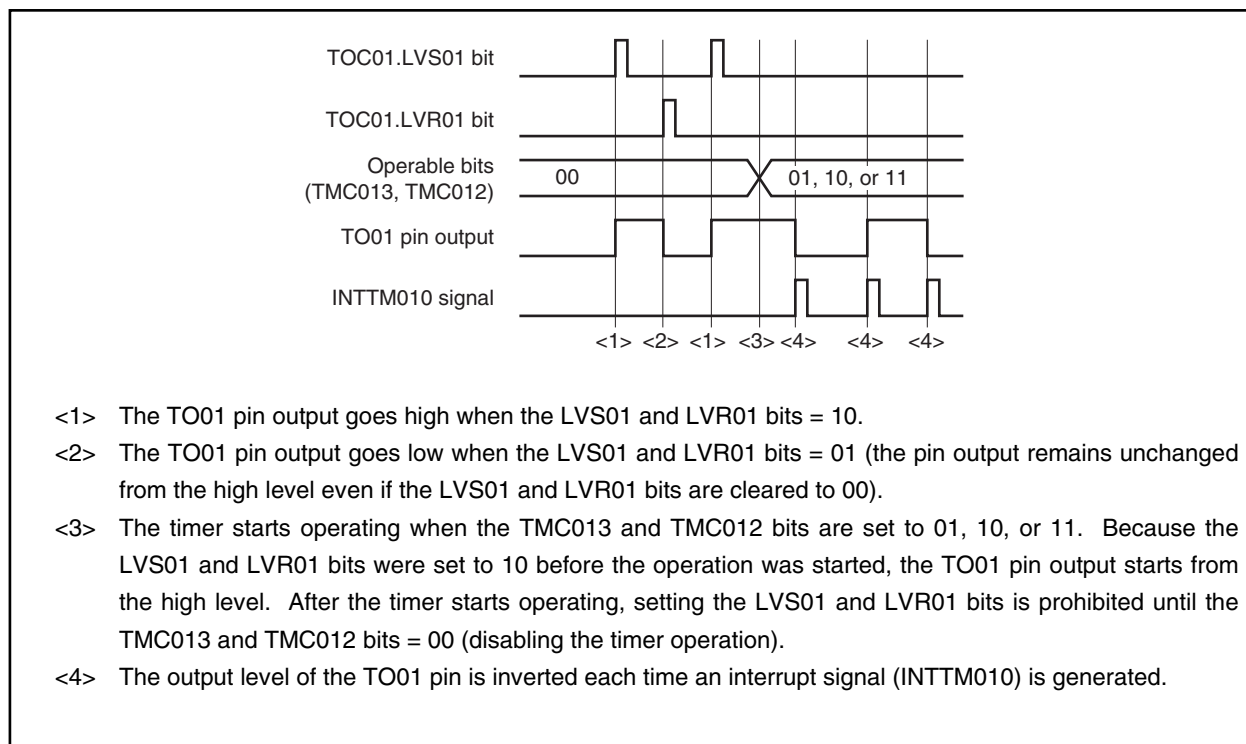 TOC01.LVS01 bit
TOC01.LVR01 bit
Operable bits
(TMC013, TMC012)
00
01, 10, or 11
TO01 pin output
INTTM010 signal
<1> <2> <1> <3> <4> <4> <4>
<1> The TO01 pin output goes high when the LVS01 and LVR01 bits = 10.
<2> The TO01 pin output goes low when the LVS01 and LVR01 bits = 01 (the pin output remains unchanged
from the high level even if the LVS01 and LVR01 bits are cleared to 00).
<3> The timer starts operating when the TMC013 and TMC012 bits are set to 01, 10, or 11. Because the
LVS01 and LVR01 bits were set to 10 before the operation was started, the TO01 pin output starts from
the high level. After the timer starts operating, setting the LVS01 and LVR01 bits is prohibited until the
TMC013 and TMC012 bits = 00 (disabling the timer operation).
<4> The output level of the TO01 pin is inverted each time an interrupt signal (INTTM010) is generated.